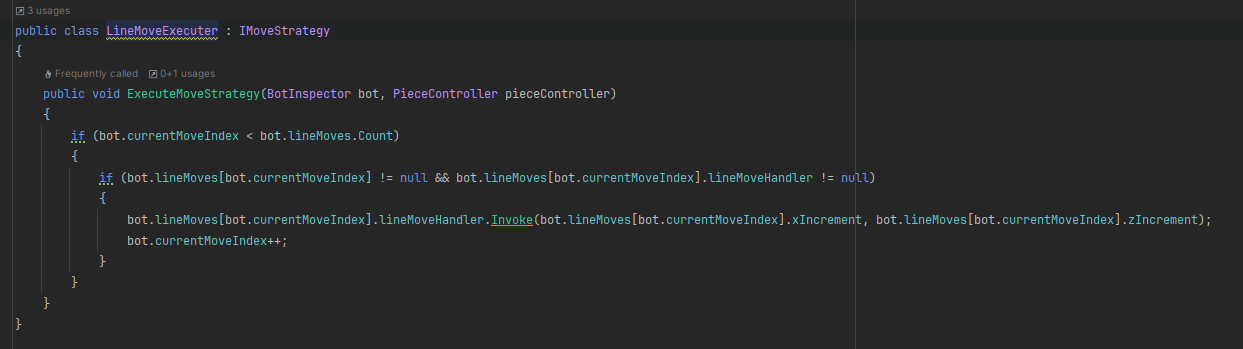 3 usages
public class LineMoveExecuter : IMoveStrategy
{
Frequently called 0+1 usages
public void ExecuteMoveStrategy(BotInspector bot, PieceController pieceController)
{
if (bot.currentMoveIndex < bot.lineMoves.Count)
{
if (bot.lineMoves[bot.currentMoveIndex] != null && bot.lineMoves[bot.currentMoveIndex].lineMoveHandler != null)
{
bot.lineMoves[bot.currentMoveIndex].lineMoveHandler.Invoke(bot.lineMoves[bot.currentMoveIndex].xIncrement, bot.lineMoves[bot.currentMoveIndex].zIncrement);
bot.currentMoveIndex++;
}
}
}
}